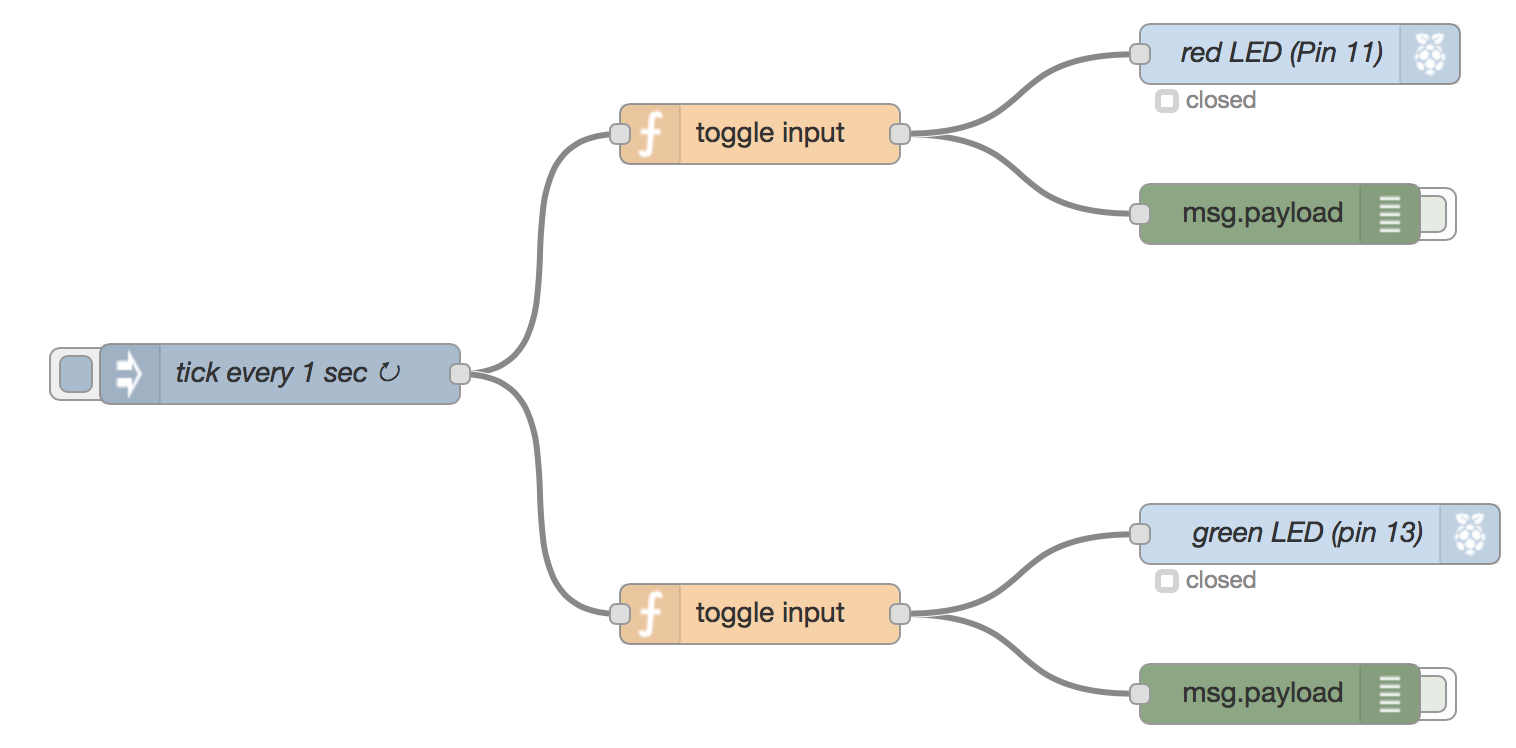 red LED (Pin 11)
closed
toggle input
msg.payload
tick every 1 sec ↻
green LED (pin 13)
closed
toggle input
msg.payload